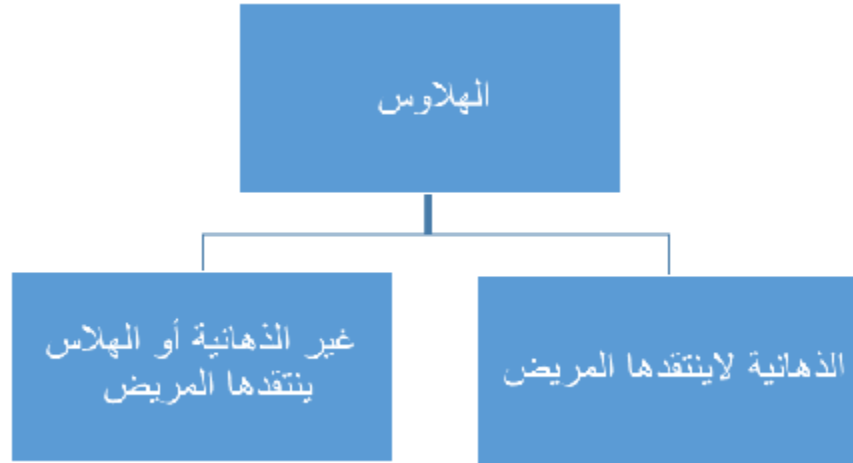 الهلاوس
الذهانية لاينتقدها المريض
غير الذهانية أو الهلاس
ينتقدها المريض